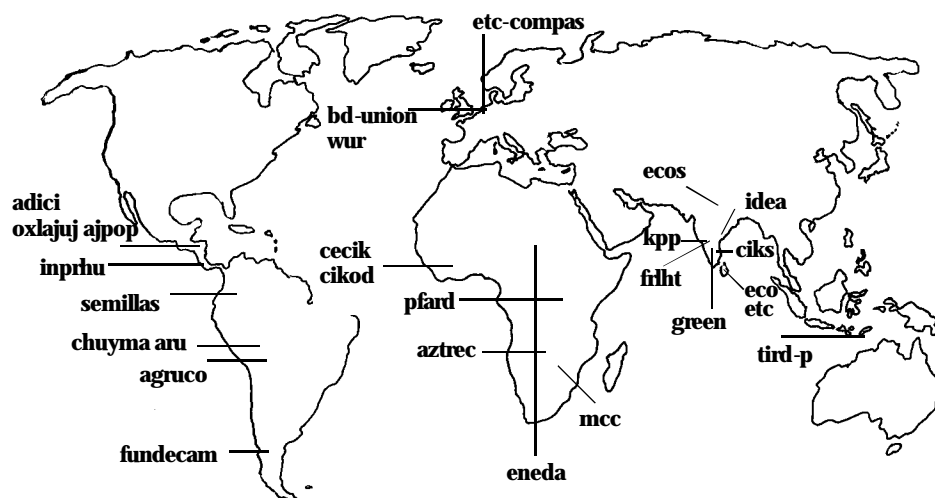 etc-compas
bd-union
wur
ecos
adici
oxlajuj ajpop
idea
kpp
ciks
cecik
cikod
inprhu
frlht
semillas
pfard
eco
etc
green
chuyma aru
aztrec
tird-p
agruco
mcc
fundecam
eneda